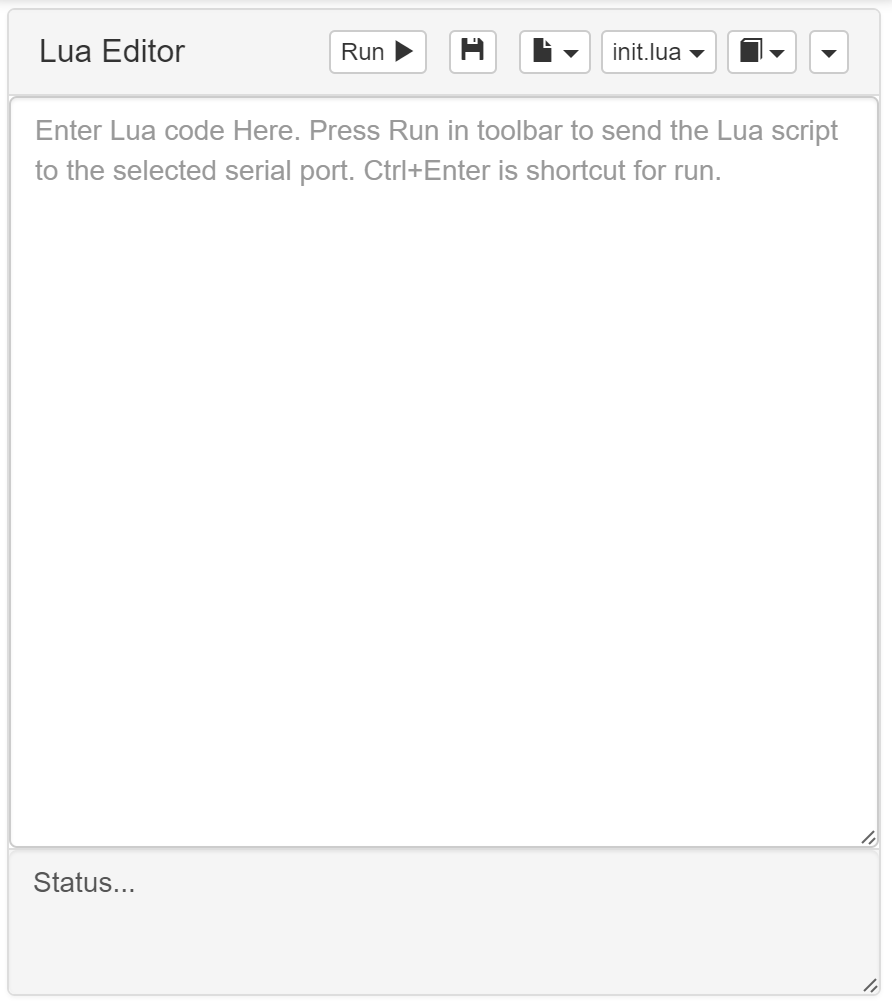 Lua Editor Run init.lua
Enter Lua code Here. Press Run in toolbar to send the Lua script
to the selected serial port. Ctrl+Enter is shortcut for run.
Status...